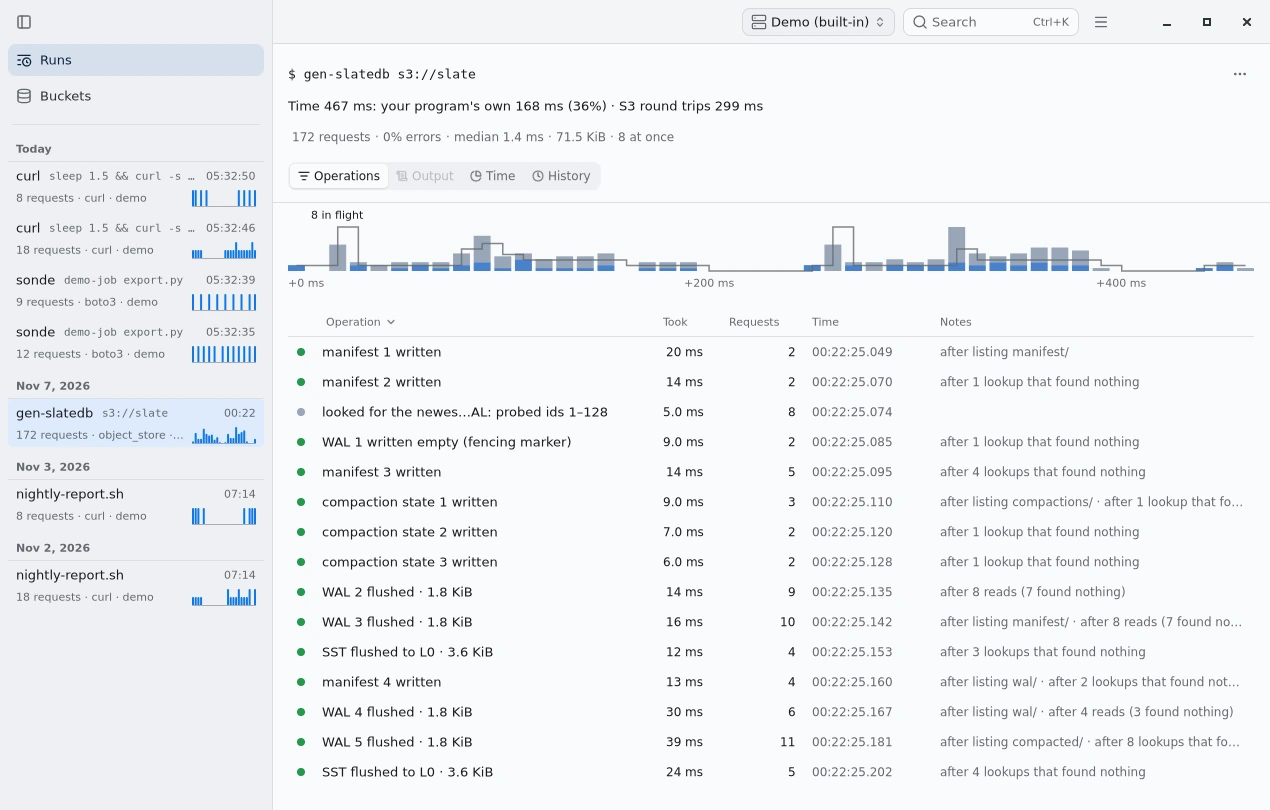 Demo (built-in)
Search Ctrl+K
Runs
Buckets
Today
curl sleep 1.5 && curl -s … 05:32:50
8 requests · curl · demo
curl sleep 1.5 && curl -s … 05:32:46
18 requests · curl · demo
sonde demo-job export.py 05:32:39
9 requests · boto3 · demo
sonde demo-job export.py 05:32:35
12 requests · boto3 · demo
Nov 7, 2026
gen-slatedb s3://slate 00:22
172 requests · object_store ·…
Nov 3, 2026
nightly-report.sh 07:14
8 requests · curl · demo
Nov 2, 2026
nightly-report.sh 07:14
18 requests · curl · demo
$ gen-slatedb s3://slate
Time 467 ms: your program's own 168 ms (36%) · S3 round trips 299 ms
172 requests · 0% errors · median 1.4 ms · 71.5 KiB · 8 at once
Operations Output Time History
8 in flight
+0 ms +200 ms +400 ms
Operation Took Requests Time Notes
manifest 1 written 20 ms 2 00:22:25.049 after listing manifest/
manifest 2 written 14 ms 2 00:22:25.070 after 1 lookup that found nothing
looked for the newes…AL: probed ids 1–128 5.0 ms 8 00:22:25.074
WAL 1 written empty (fencing marker) 9.0 ms 2 00:22:25.085 after 1 lookup that found nothing
manifest 3 written 14 ms 5 00:22:25.095 after 4 lookups that found nothing
compaction state 1 written 9.0 ms 3 00:22:25.110 after listing compactions/ · after 1 lookup that fo…
compaction state 2 written 7.0 ms 2 00:22:25.120 after 1 lookup that found nothing
compaction state 3 written 6.0 ms 2 00:22:25.128 after 1 lookup that found nothing
WAL 2 flushed · 1.8 KiB 14 ms 9 00:22:25.135 after 8 reads (7 found nothing)
WAL 3 flushed · 1.8 KiB 16 ms 10 00:22:25.142 after listing manifest/ · after 8 reads (7 found no…
SST flushed to L0 · 3.6 KiB 12 ms 4 00:22:25.153 after 3 lookups that found nothing
manifest 4 written 13 ms 4 00:22:25.160 after listing wal/ · after 2 lookups that found not…
WAL 4 flushed · 1.8 KiB 30 ms 6 00:22:25.167 after listing wal/ · after 4 reads (3 found nothing)
WAL 5 flushed · 1.8 KiB 39 ms 11 00:22:25.181 after listing compacted/ · after 8 lookups that fo…
SST flushed to L0 · 3.6 KiB 24 ms 5 00:22:25.202 after 4 lookups that found nothing